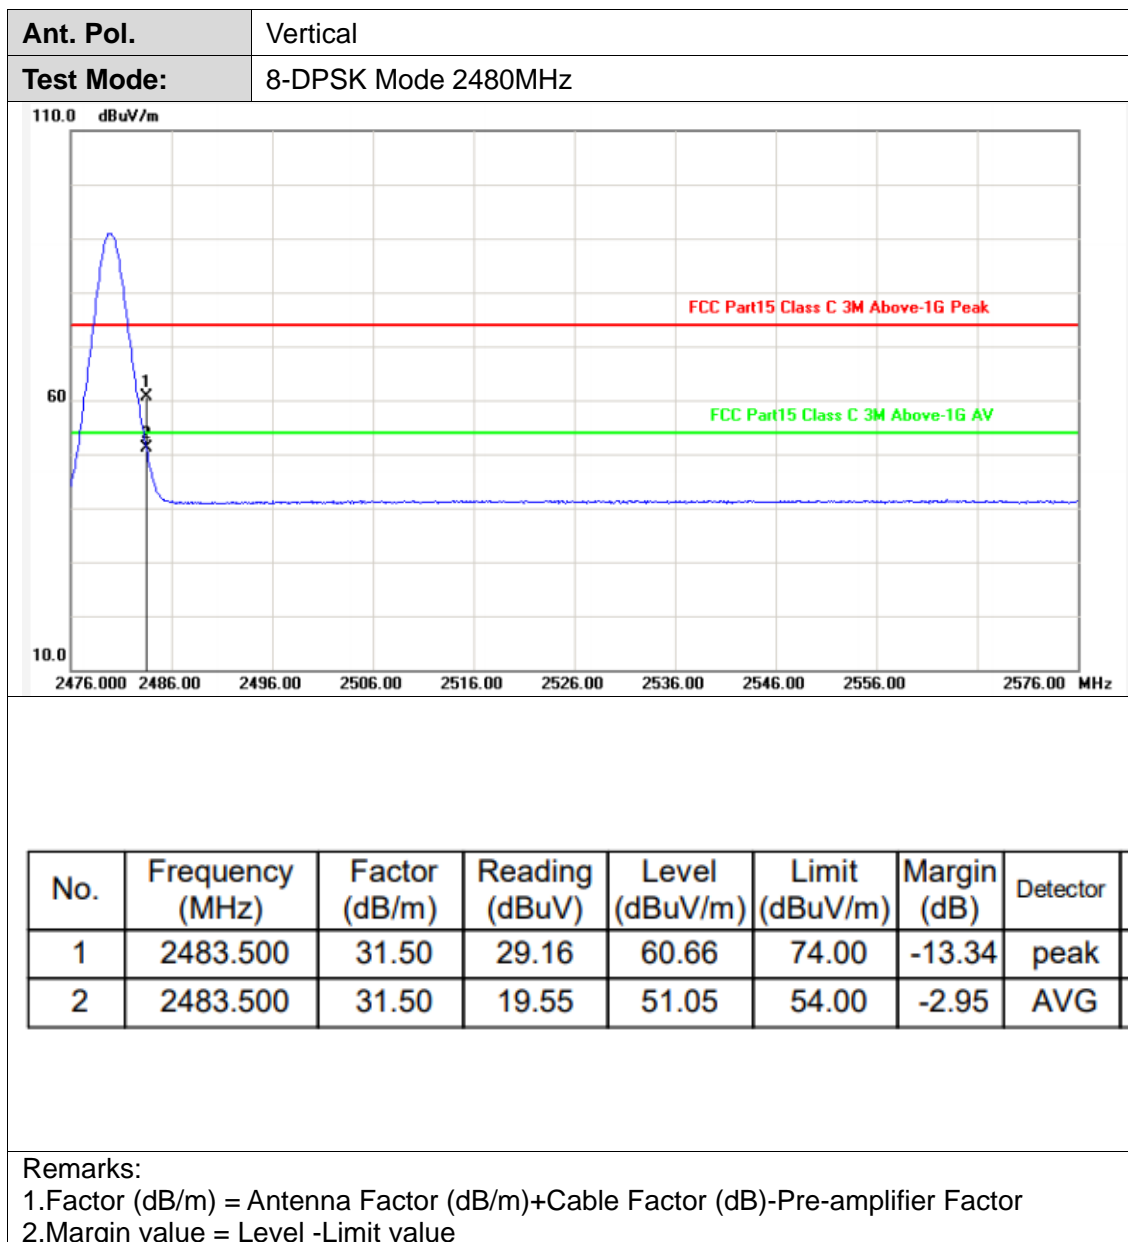 Ant. Pol. Vertical
Test Mode: 8-DPSK Mode 2480MHz
110.0 dBuV/m
FCC Part15 Class C 3M Above-1G Peak
1
60
FCC Part15 Class C 3M Above-1G AV
2
10.0
2476.000 2486.00 2496.00 2506.00 2516.00 2526.00 2536.00 2546.00 2556.00 2576.00 MHz
No. Frequency (MHz) Factor (dB/m) Reading (dBuV) Level (dBuV/m) Limit (dBuV/m) Margin (dB) Detector
1 2483.500 31.50 29.16 60.66 74.00 -13.34 peak
2 2483.500 31.50 19.55 51.05 54.00 -2.95 AVG
Remarks:
1.Factor (dB/m) = Antenna Factor (dB/m)+Cable Factor (dB)-Pre-amplifier Factor
2.Margin value = Level -Limit value